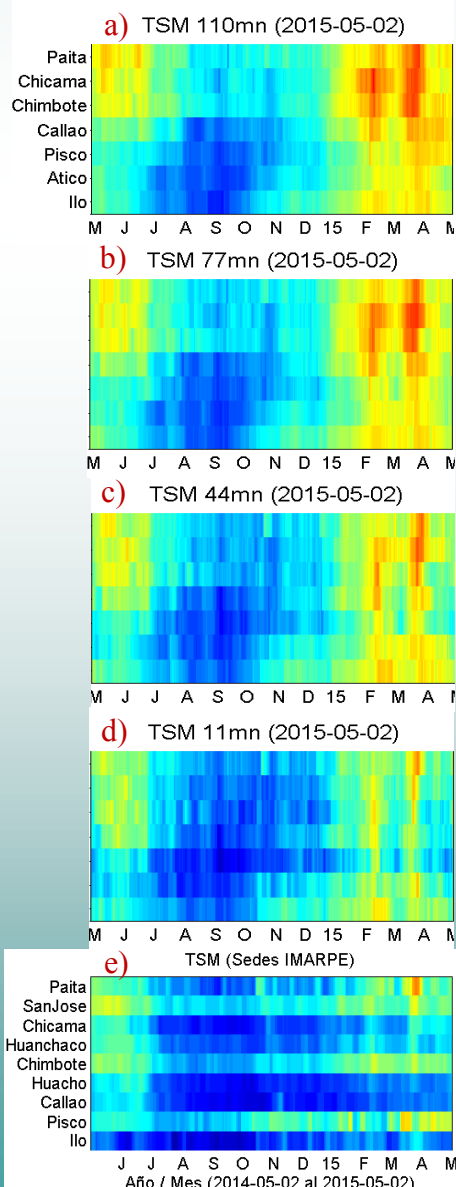 a) TSM 110mn (2015-05-02)
Paita
Chicama
Chimbote
Callao
Pisco
Atico
Ilo
M J J A S O N D 15 F M A M
b) TSM 77mn (2015-05-02)
M J J A S O N D 15 F M A M
c) TSM 44mn (2015-05-02)
M J J A S O N D 15 F M A M
d) TSM 11mn (2015-05-02)
M J J A S O N D 15 F M A M
e) TSM (Sedes IMARPE)
Paita
SanJose
Chicama
Huanchaco
Chimbote
Huacho
Callao
Pisco
Ilo
J J A S O N D 15 F M A M
Año / Mes (2014-05-02 al 2015-05-02)